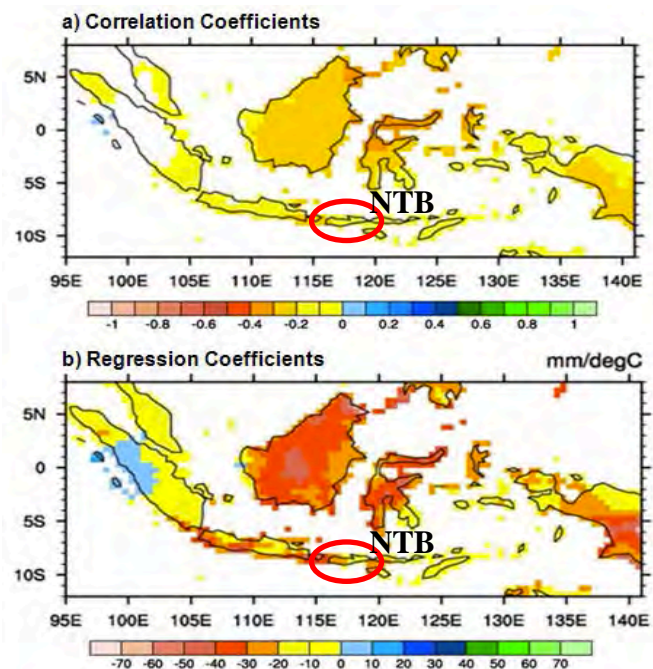 a) Correlation Coefficients
5N
0
5S
10S
NTB
95E 100E 105E 110E 115E 120E 125E 130E 135E 140E
-1 -0.8 -0.6 -0.4 -0.2 0 0.2 0.4 0.6 0.8 1
b) Regression Coefficients mm/degC
5N
0
5S
10S
NTB
95E 100E 105E 110E 115E 120E 125E 130E 135E 140E
-70 -60 -50 -40 -30 -20 -10 0 10 20 30 40 50 60 70